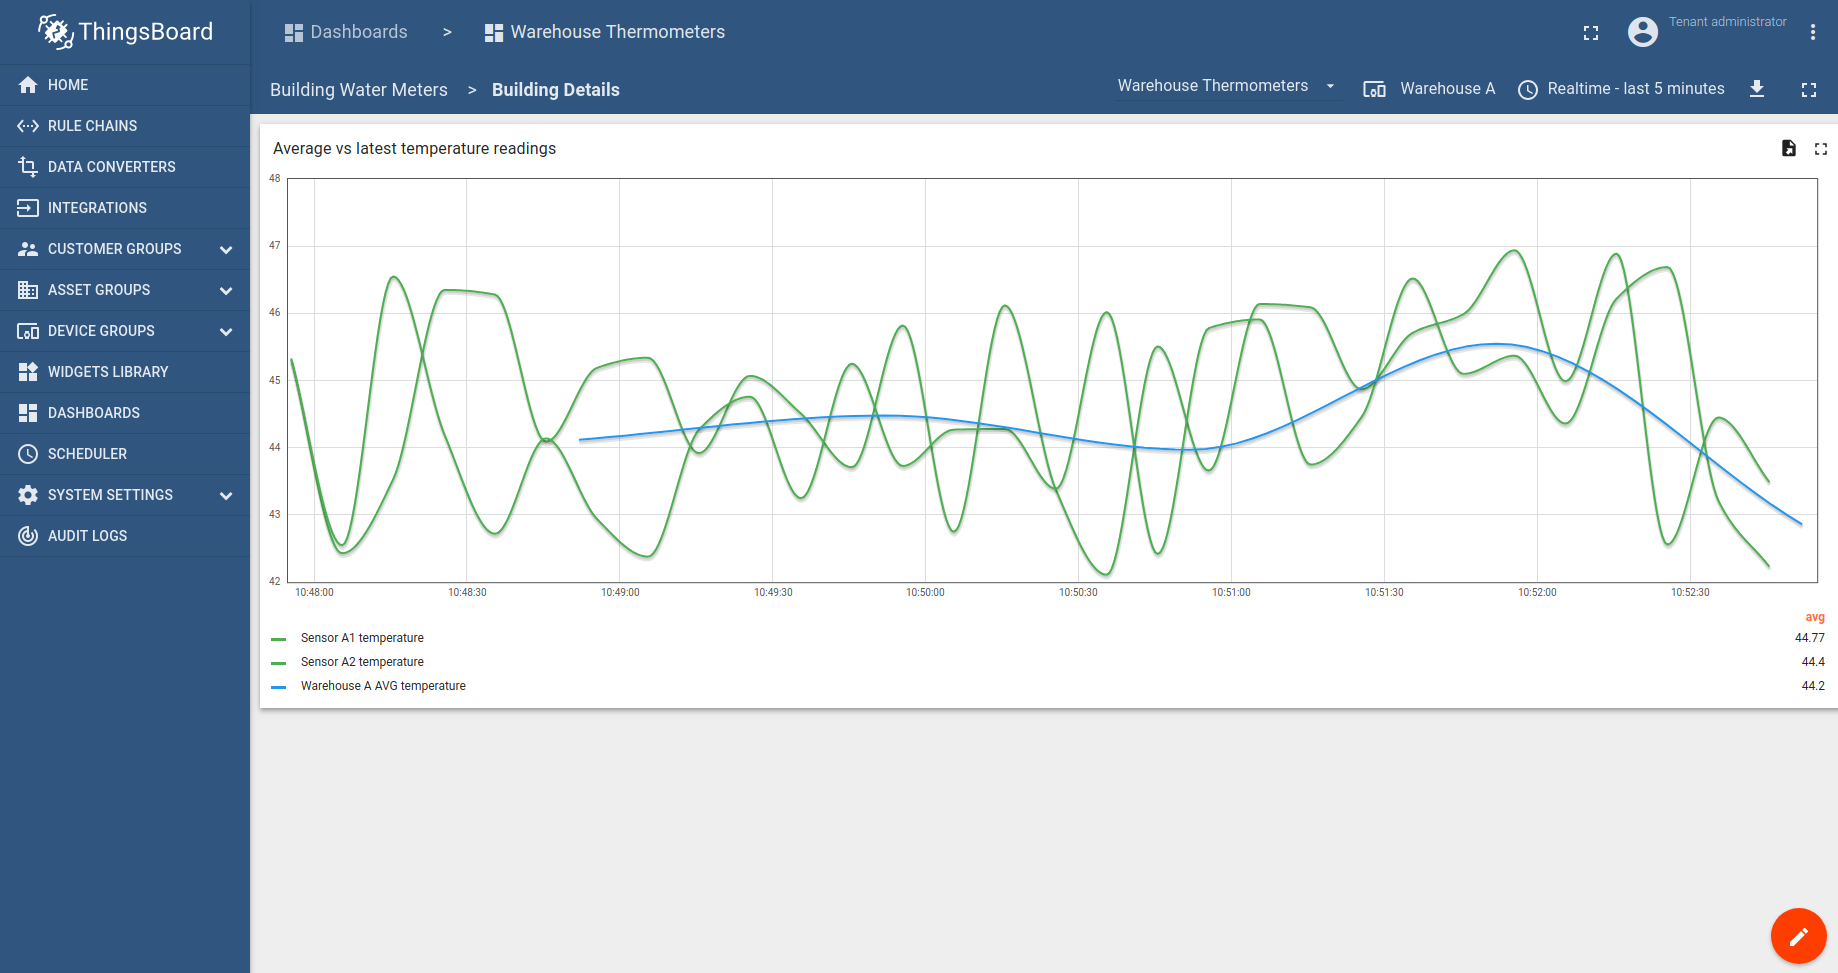 ThingsBoard
HOME
RULE CHAINS
DATA CONVERTERS
INTEGRATIONS
CUSTOMER GROUPS
ASSET GROUPS
DEVICE GROUPS
WIDGETS LIBRARY
DASHBOARDS
SCHEDULER
SYSTEM SETTINGS
AUDIT LOGS
Dashboards > Warehouse Thermometers
Tenant administrator
Building Water Meters > Building Details
Warehouse Thermometers
Warehouse A
Realtime - last 5 minutes
Average vs latest temperature readings
48
47
46
45
44
43
42
10:48:00 10:48:30 10:49:00 10:49:30 10:50:00 10:50:30 10:51:00 10:51:30 10:52:00 10:52:30
avg
Sensor A1 temperature 44.77
Sensor A2 temperature 44.4
Warehouse A AVG temperature 44.2